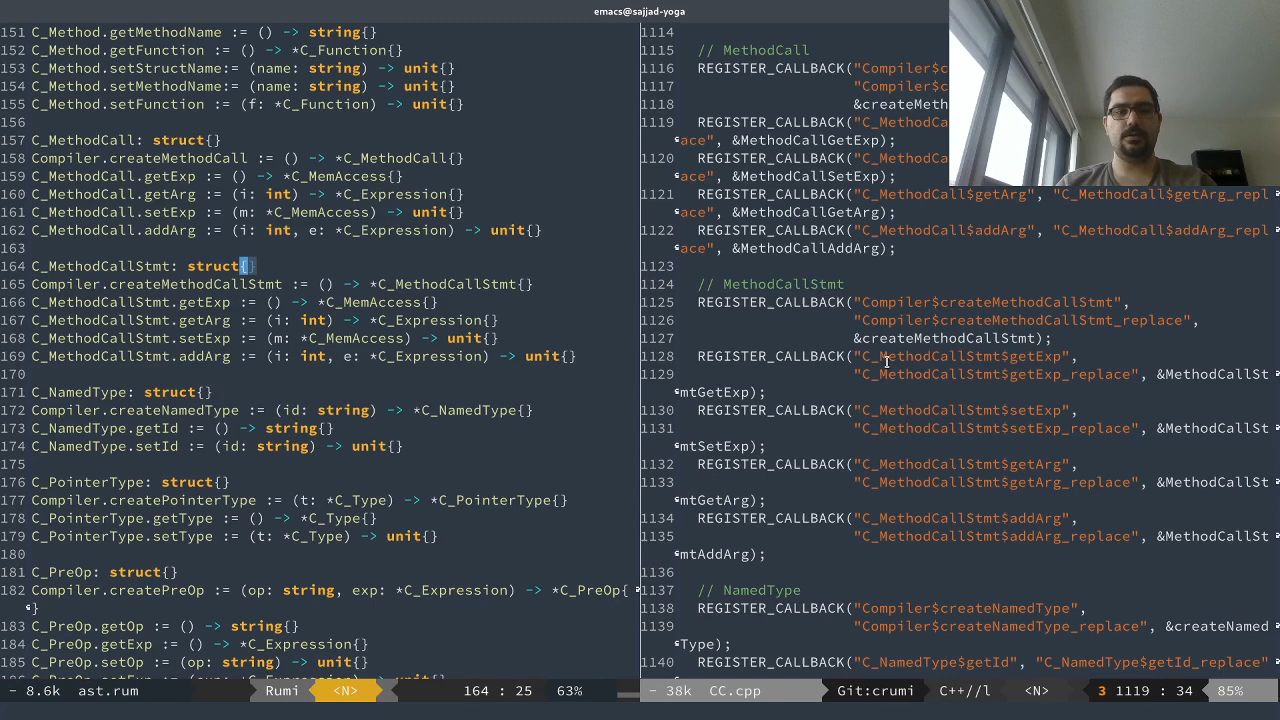 emacs@sajjad-yoga
151 C_Method.getMethodName := () -> string{}
152 C_Method.getFunction := () -> *C_Function{}
153 C_Method.setStructName:= (name: string) -> unit{}
154 C_Method.setMethodName := (name: string) -> unit{}
155 C_Method.setFunction := (f: *C_Function) -> unit{}
156
157 C_MethodCall: struct{}
158 Compiler.createMethodCall := () -> *C_MethodCall{}
159 C_MethodCall.getExp := () -> *C_MemAccess{}
160 C_MethodCall.getArg := (i: int) -> *C_Expression{}
161 C_MethodCall.setExp := (m: *C_MemAccess) -> unit{}
162 C_MethodCall.addArg := (i: int, e: *C_Expression) -> unit{}
163
164 C_MethodCallStmt: struct{}
165 Compiler.createMethodCallStmt := () -> *C_MethodCallStmt{}
166 C_MethodCallStmt.getExp := () -> *C_MemAccess{}
167 C_MethodCallStmt.getArg := (i: int) -> *C_Expression{}
168 C_MethodCallStmt.setExp := (m: *C_MemAccess) -> unit{}
169 C_MethodCallStmt.addArg := (i: int, e: *C_Expression) -> unit{}
170
171 C_NamedType: struct{}
172 Compiler.createNamedType := (id: string) -> *C_NamedType{}
173 C_NamedType.getId := () -> string{}
174 C_NamedType.setId := (id: string) -> unit{}
175
176 C_PointerType: struct{}
177 Compiler.createPointerType := (t: *C_Type) -> *C_PointerType{}
178 C_PointerType.getType := () -> *C_Type{}
179 C_PointerType.setType := (t: *C_Type) -> unit{}
180
181 C_PreOp: struct{}
182 Compiler.createPreOp := (op: string, exp: *C_Expression) -> *C_PreOp{
}
183 C_PreOp.getOp := () -> string{}
184 C_PreOp.getExp := () -> *C_Expression{}
185 C_PreOp.setOp := (op: string) -> unit{}
- 8.6k ast.rum Rumi <N> 164 : 25 63%
1114
1115 // MethodCall
1116 REGISTER_CALLBACK("Compiler$c
1117 "Compiler$c
1118 &createMeth
1119 REGISTER_CALLBACK("C_MethodCa
ace", &MethodCallGetExp);
1120 REGISTER_CALLBACK("C_MethodCa
ace", &MethodCallSetExp);
1121 REGISTER_CALLBACK("C_MethodCall$getArg", "C_MethodCall$getArg_repl
ace", &MethodCallGetArg);
1122 REGISTER_CALLBACK("C_MethodCall$addArg", "C_MethodCall$addArg_repl
ace", &MethodCallAddArg);
1123
1124 // MethodCallStmt
1125 REGISTER_CALLBACK("Compiler$createMethodCallStmt",
1126 "Compiler$createMethodCallStmt_replace",
1127 &createMethodCallStmt);
1128 REGISTER_CALLBACK("C_MethodCallStmt$getExp",
1129 "C_MethodCallStmt$getExp_replace", &MethodCallSt
mtGetExp);
1130 REGISTER_CALLBACK("C_MethodCallStmt$setExp",
1131 "C_MethodCallStmt$setExp_replace", &MethodCallSt
mtSetExp);
1132 REGISTER_CALLBACK("C_MethodCallStmt$getArg",
1133 "C_MethodCallStmt$getArg_replace", &MethodCallSt
mtGetArg);
1134 REGISTER_CALLBACK("C_MethodCallStmt$addArg",
1135 "C_MethodCallStmt$addArg_replace", &MethodCallSt
mtAddArg);
1136
1137 // NamedType
1138 REGISTER_CALLBACK("Compiler$createNamedType",
1139 "Compiler$createNamedType_replace", &createNamed
Type);
1140 REGISTER_CALLBACK("C_NamedType$getId", "C_NamedType$getId_replace"
- 38k CC.cpp Git:crumi C++//l <N> 3 1119 : 34 85%